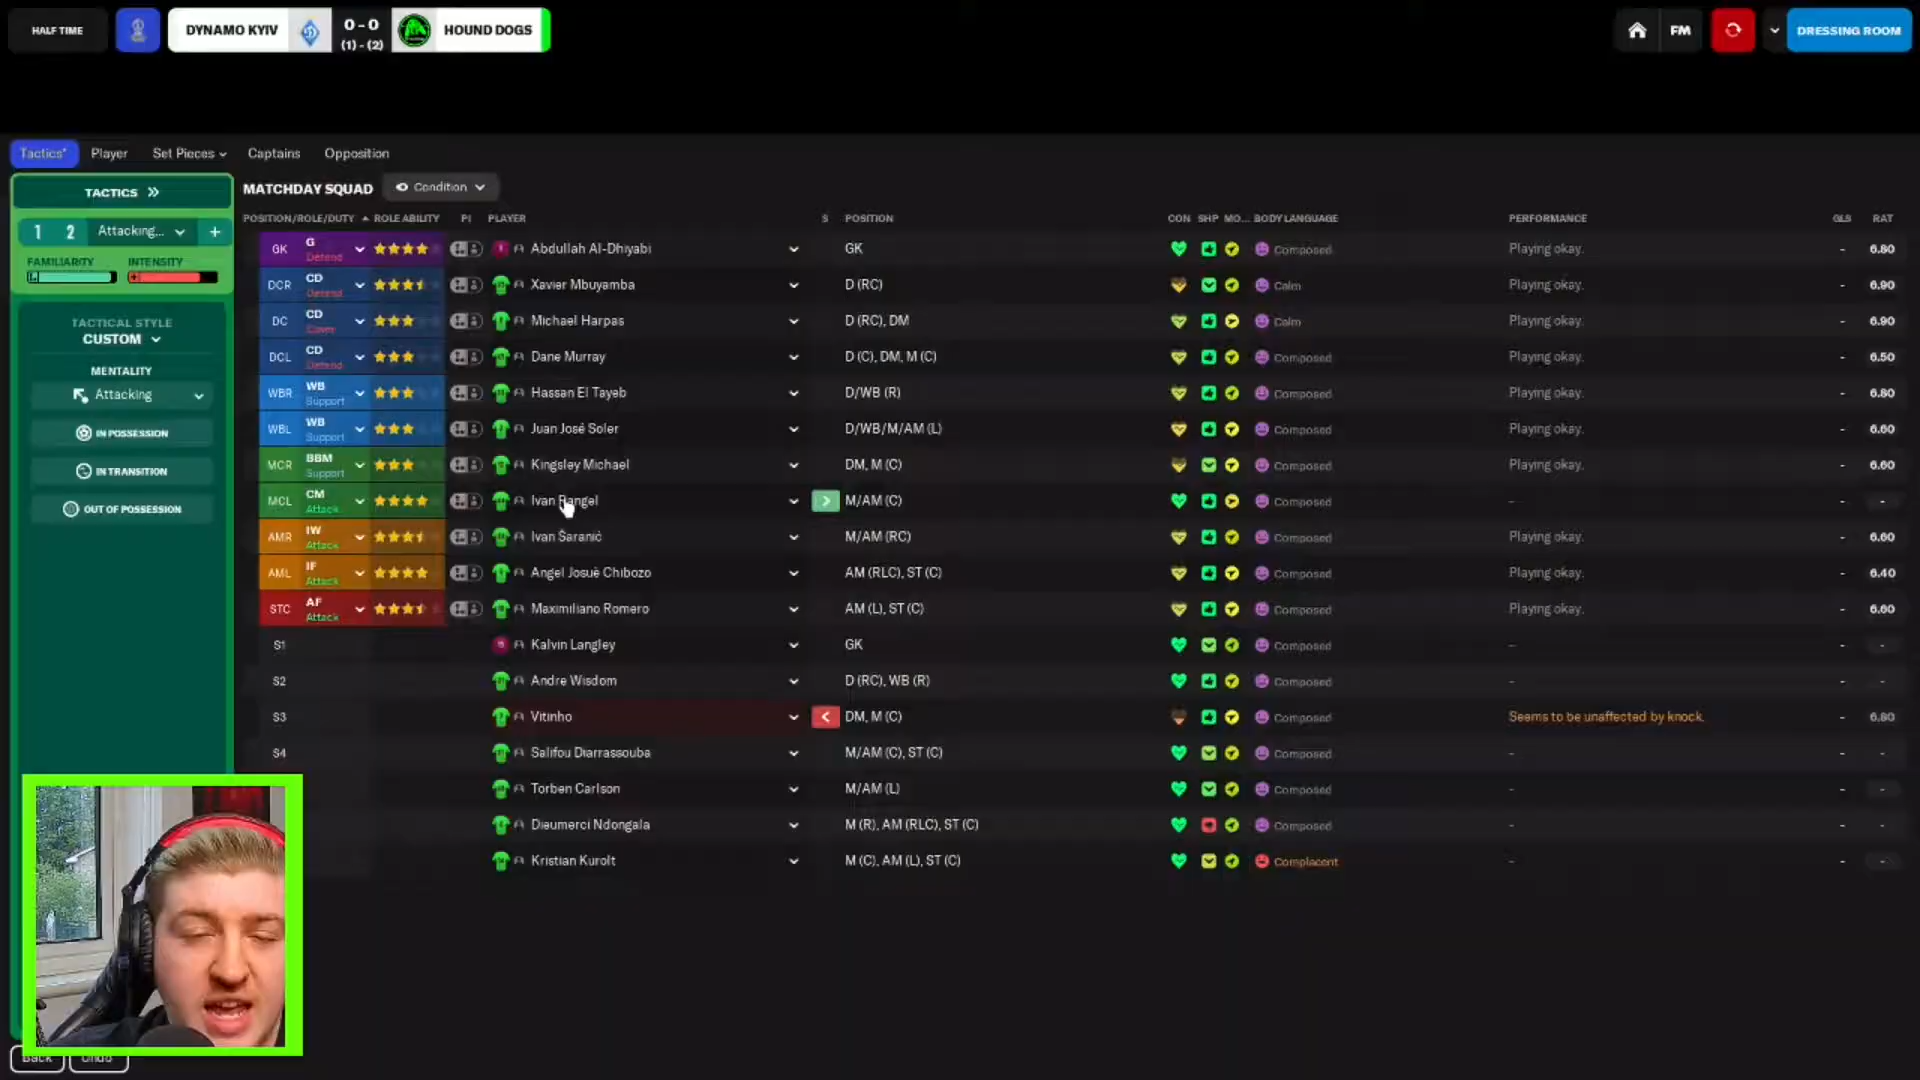 HALF TIME
DYNAMO KYIV
0 - 0
(1) - (2)
HOUND DOGS
FM
DRESSING ROOM
Tactics* Player Set Pieces Captains Opposition
TACTICS
1 2 Attacking... +
FAMILIARITY INTENSITY
TACTICAL STYLE
CUSTOM
MENTALITY
Attacking
IN POSSESSION
IN TRANSITION
OUT OF POSSESSION
MATCHDAY SQUAD Condition
POSITION/ROLE/DUTY ROLE ABILITY PI PLAYER S POSITION CON SHP MO... BODY LANGUAGE PERFORMANCE GLS RAT
GK G Defend Abdullah Al-Dhiyabi GK Composed Playing okay. - 6.80
DCR CD Defend Xavier Mbuyamba D (RC) Calm Playing okay. - 6.90
DC CD Cover Michael Harpas D (RC), DM Calm Playing okay. - 6.90
DCL CD Defend Dane Murray D (C), DM, M (C) Composed Playing okay. - 6.50
WBR WB Support Hassan El Tayeb D/WB (R) Composed Playing okay. - 6.80
WBL WB Support Juan José Soler D/WB/M/AM (L) Composed Playing okay. - 6.60
MCR BBM Support Kingsley Michael DM, M (C) Composed Playing okay. - 6.60
MCL CM Attack Ivan Rangel M/AM (C) Composed - - -
AMR IW Attack Ivan Šaranić M/AM (RC) Composed Playing okay. - 6.60
AML IF Attack Angel Josué Chibozo AM (RLC), ST (C) Composed Playing okay. - 6.40
STC AF Attack Maximiliano Romero AM (L), ST (C) Composed Playing okay. - 6.60
S1 Kalvin Langley GK Composed - - -
S2 Andre Wisdom D (RC), WB (R) Composed - - -
S3 Vitinho DM, M (C) Composed Seems to be unaffected by knock. - 6.80
S4 Salifou Diarrassouba M/AM (C), ST (C) Composed - - -
Torben Carlson M/AM (L) Composed - - -
Dieumerci Ndongala M (R), AM (RLC), ST (C) Composed - - -
Kristian Kurolt M (C), AM (L), ST (C) Complacent - - -
Back Undo